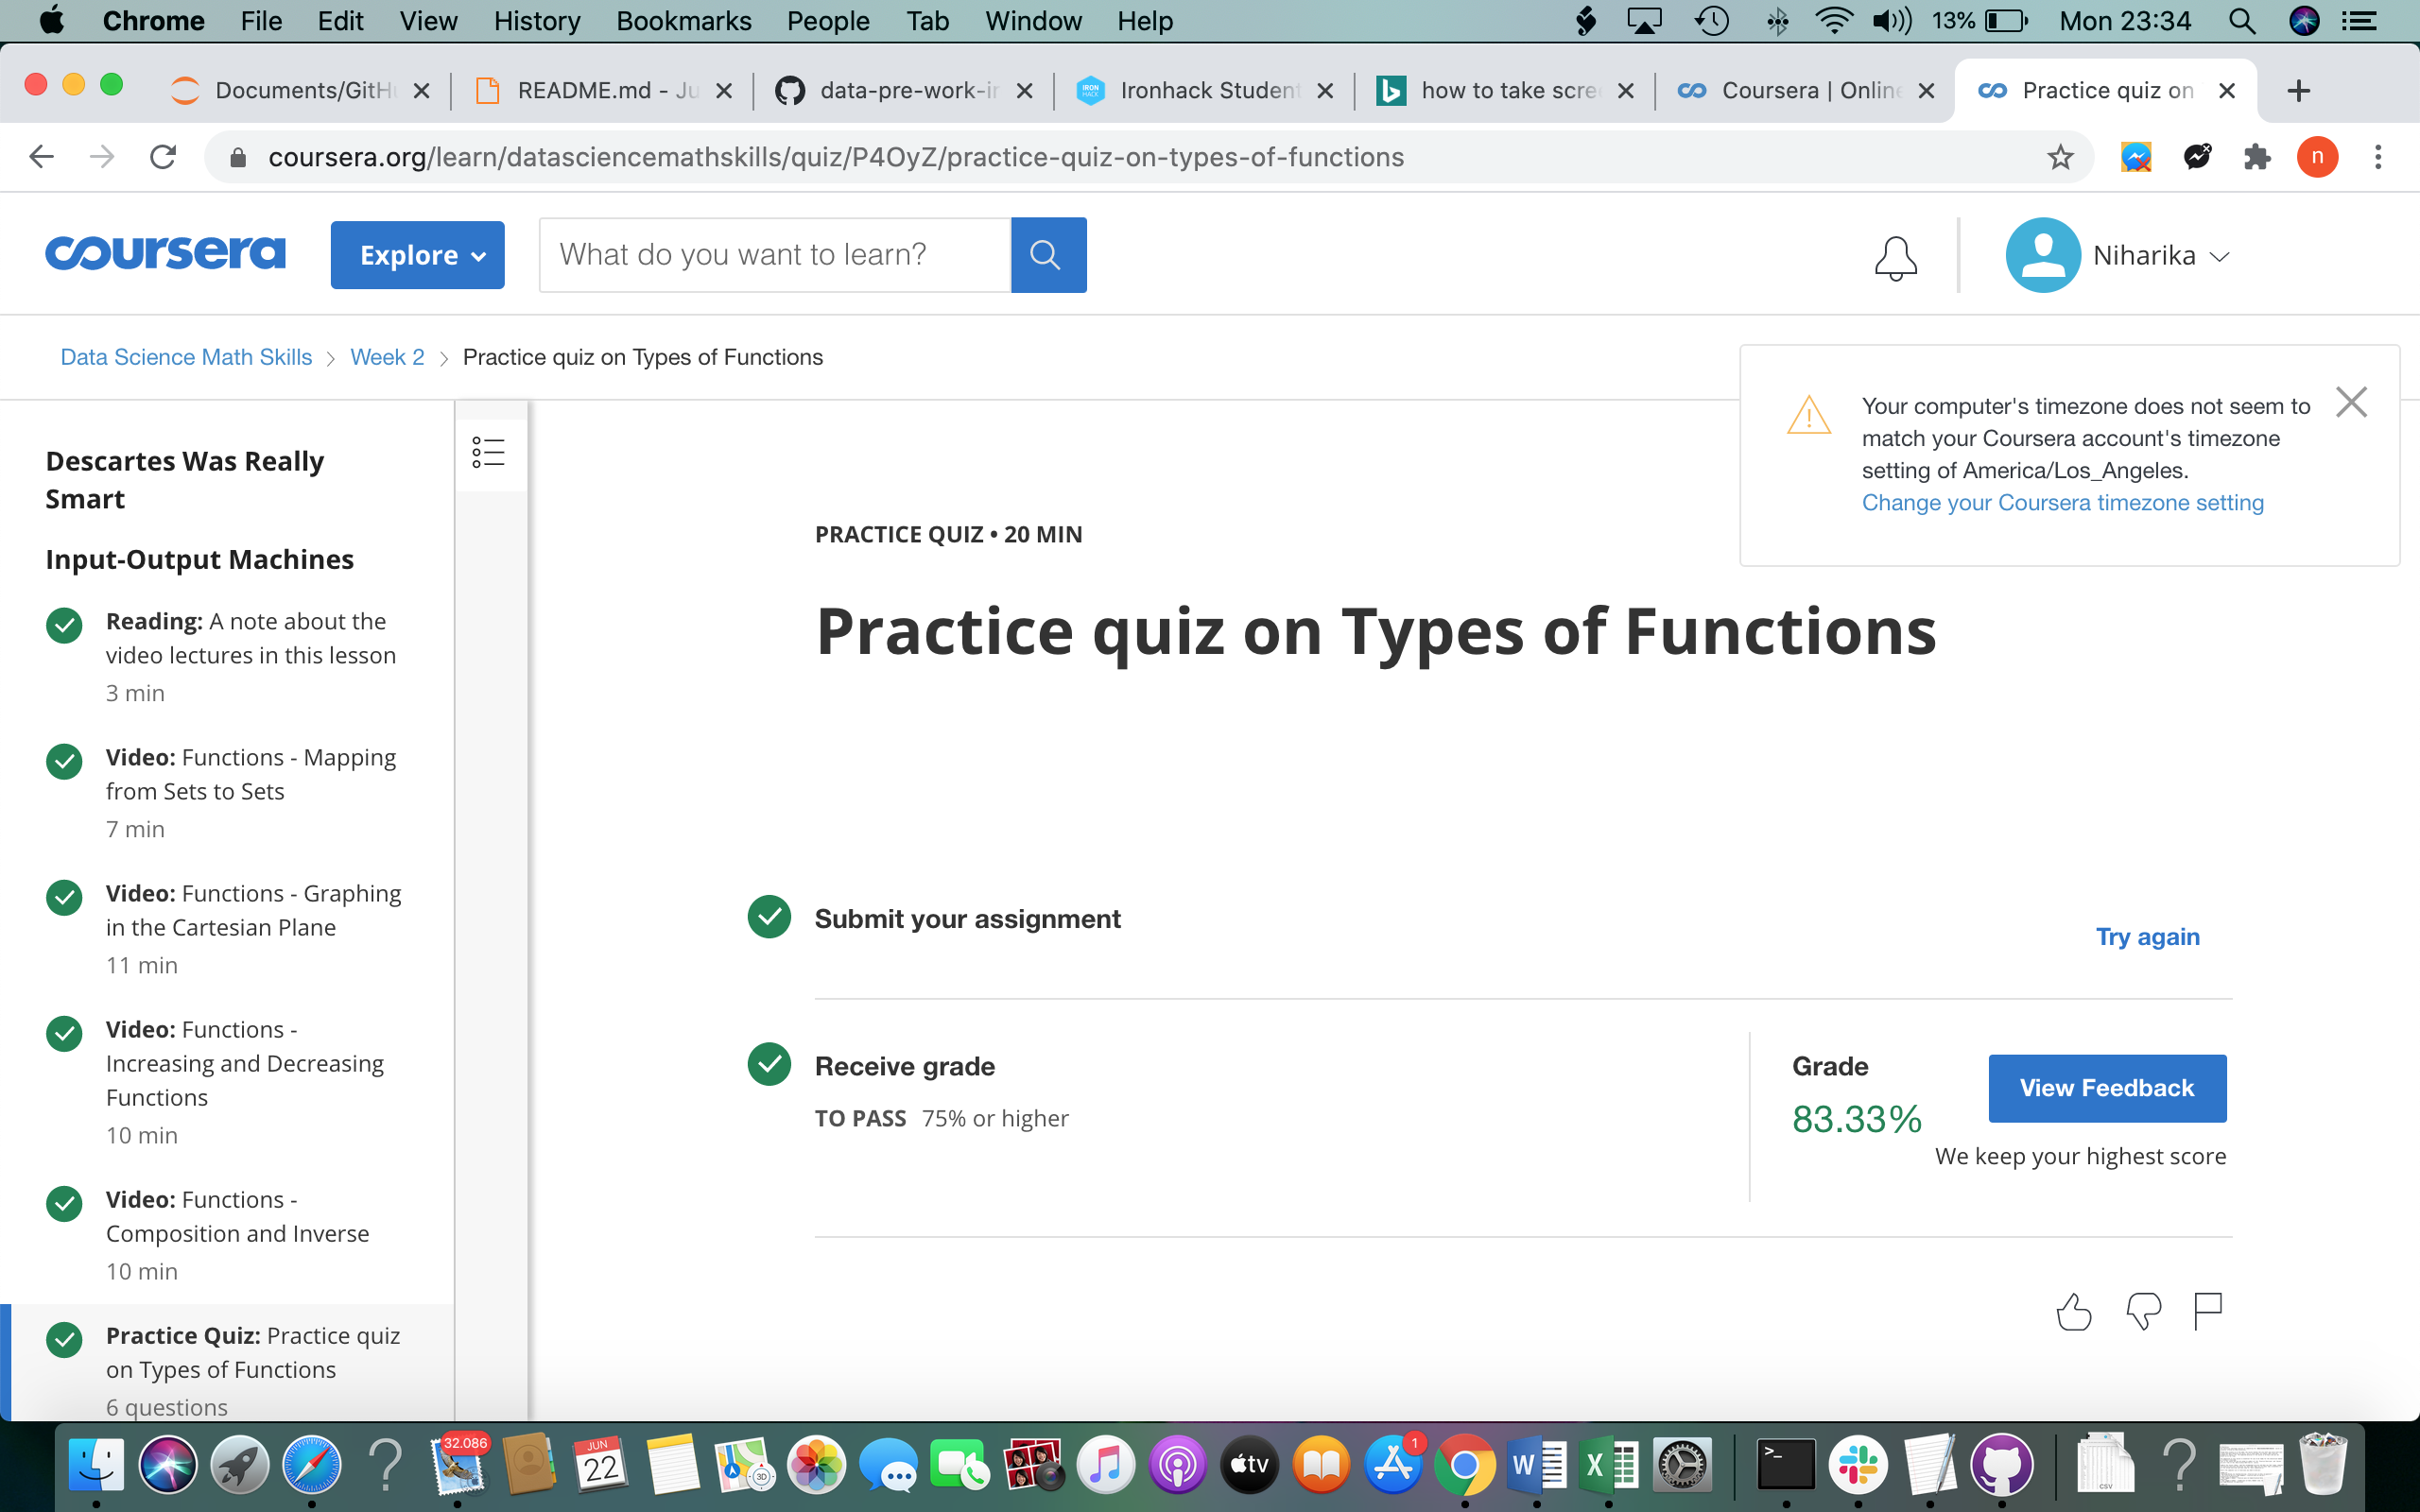 Chrome File Edit View History Bookmarks People Tab Window Help 13% Mon 23:34
Documents/GitH README.md - Ju data-pre-work-ir Ironhack Student how to take scre Coursera | Online Practice quiz on
coursera.org/learn/datasciencemathskills/quiz/P4OyZ/practice-quiz-on-types-of-functions n
coursera Explore What do you want to learn? Niharika
Data Science Math Skills > Week 2 > Practice quiz on Types of Functions
Your computer's timezone does not seem to
match your Coursera account's timezone
setting of America/Los_Angeles.
Change your Coursera timezone setting
Descartes Was Really
Smart
Input-Output Machines
Reading: A note about the
video lectures in this lesson
3 min
Video: Functions - Mapping
from Sets to Sets
7 min
Video: Functions - Graphing
in the Cartesian Plane
11 min
Video: Functions -
Increasing and Decreasing
Functions
10 min
Video: Functions -
Composition and Inverse
10 min
Practice Quiz: Practice quiz
on Types of Functions
6 questions
PRACTICE QUIZ • 20 MIN
Practice quiz on Types of Functions
Submit your assignment
Try again
Receive grade
TO PASS 75% or higher
Grade
83.33%
View Feedback
We keep your highest score
32.086
JUN
22
3D
tv
1
W
X
CSV